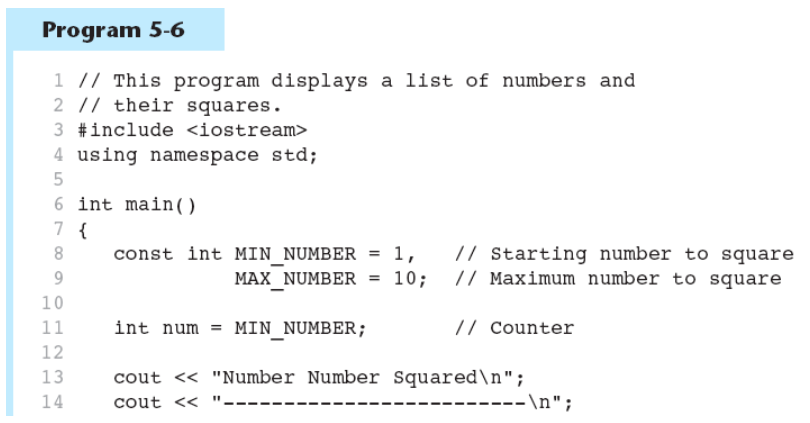 Program 5-6
1 // This program displays a list of numbers and
2 // their squares.
3 #include <iostream>
4 using namespace std;
5
6 int main()
7 {
8    const int MIN_NUMBER = 1,   // Starting number to square
9              MAX_NUMBER = 10;  // Maximum number to square
10
11    int num = MIN_NUMBER;       // Counter
12
13    cout << "Number Number Squared\n";
14    cout << "-------------------------\n";